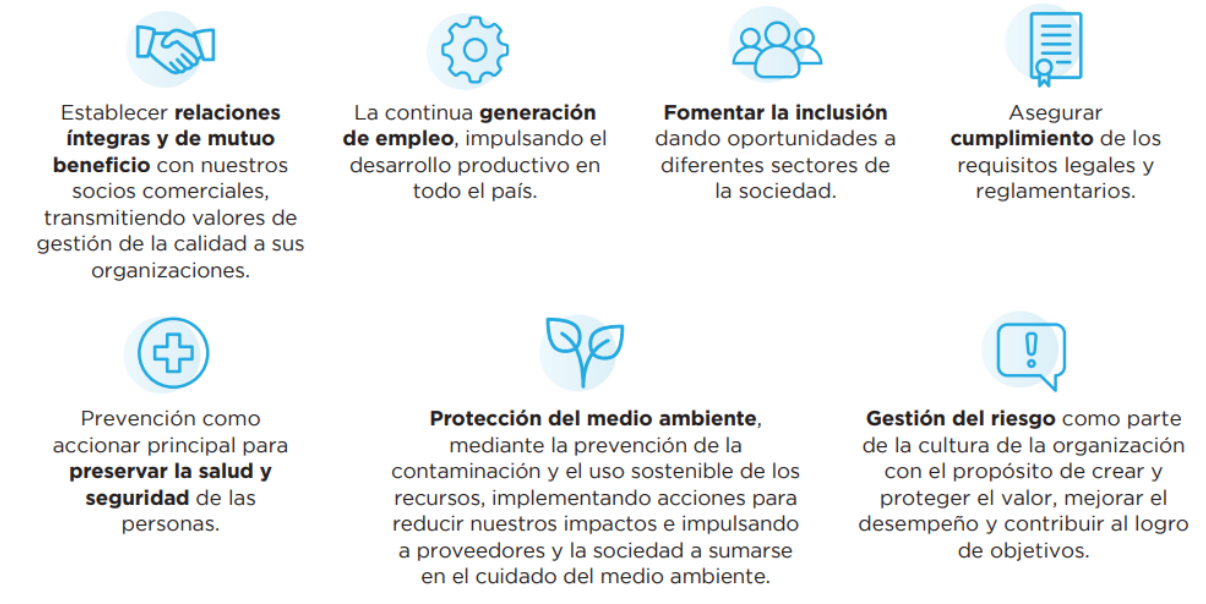 Establecer relaciones
íntegras y de mutuo
beneficio con nuestros
socios comerciales,
transmitiendo valores de
gestión de la calidad a sus
organizaciones.
La continua generación
de empleo, impulsando el
desarrollo productivo en
todo el país.
Fomentar la inclusión
dando oportunidades a
diferentes sectores de
la sociedad.
Asegurar
cumplimiento de los
requisitos legales y
reglamentarios.
Prevención como
accionar principal para
preservar la salud y
seguridad de las
personas.
Protección del medio ambiente,
mediante la prevención de la
contaminación y el uso sostenible de los
recursos, implementando acciones para
reducir nuestros impactos e impulsando
a proveedores y la sociedad a sumarse
en el cuidado del medio ambiente.
Gestión del riesgo como parte
de la cultura de la organización
con el propósito de crear y
proteger el valor, mejorar el
desempeño y contribuir al logro
de objetivos.